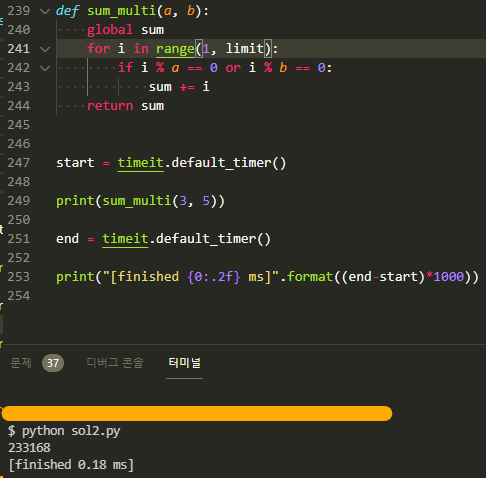 239 def sum_multi(a, b):
240     global sum
241     for i in range(1, limit):
242         if i % a == 0 or i % b == 0:
243             sum += i
244     return sum
245
246
247 start = timeit.default_timer()
248
249 print(sum_multi(3, 5))
250
251 end = timeit.default_timer()
252
253 print("[finished {0:.2f} ms]".format((end-start)*1000))
254
문제 37 디버그 콘솔 터미널
$ python sol2.py
233168
[finished 0.18 ms]